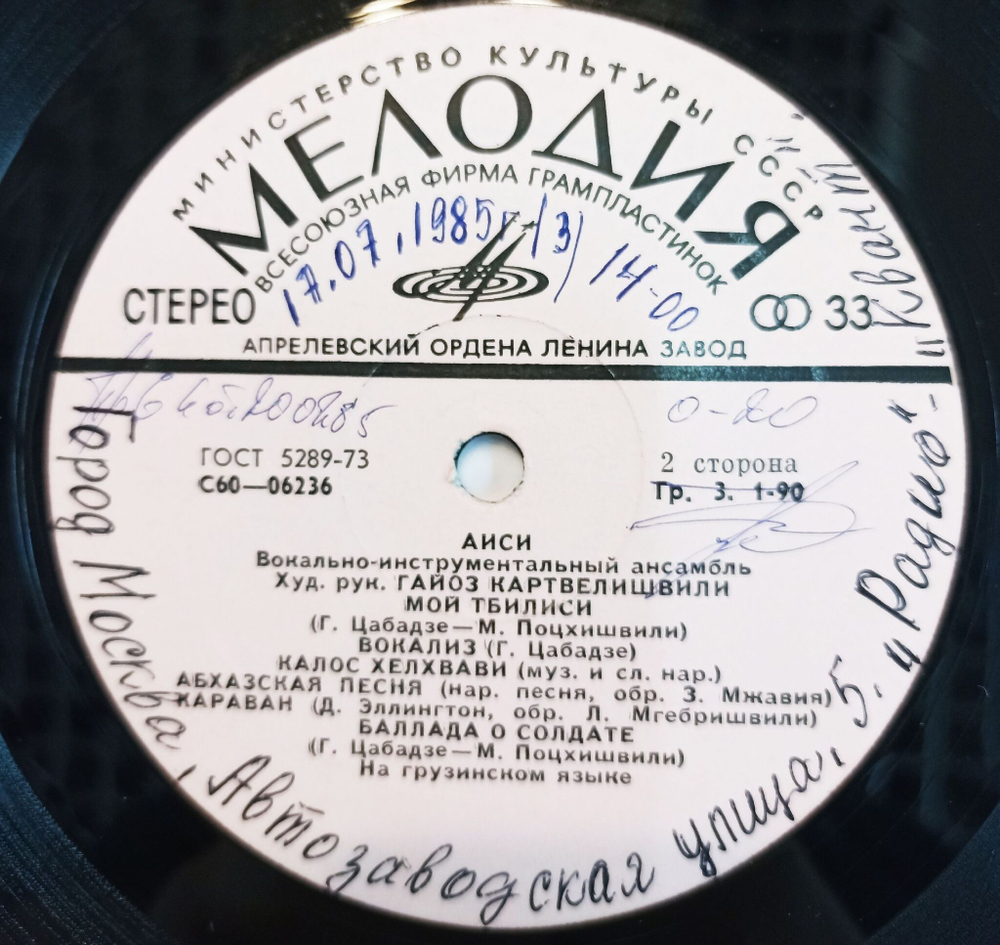 МИНИСТЕРСТВО КУЛЬТУРЫ СССР
МЕЛОДИЯ
ВСЕСОЮЗНАЯ ФИРМА ГРАМПЛАСТИНОК
17.07.1985 (3) 14-00
СТЕРЕО
33
АПРЕЛЕВСКИЙ ОРДЕНА ЛЕНИНА ЗАВОД
0-20
ГОСТ 5289-73
2 сторона
С60—06236
Гр. 3. 1-90
АИСИ
Вокально-инструментальный ансамбль
Худ. рук. ГАЙОЗ КАРТВЕЛИШВИЛИ
МОЙ ТБИЛИСИ
(Г. Цабадзе — М. Поцхишвили)
ВОКАЛИЗ (Г. Цабадзе)
КАЛОС ХЕЛХВАВИ (муз. и сл. нар.)
АБХАЗСКАЯ ПЕСНЯ (нар. песня, обр. З. Мжавия)
КАРАВАН (Д. Эллингтон, обр. Л. Мгебришвили)
БАЛЛАДА О СОЛДАТЕ
(Г. Цабадзе — М. Поцхишвили)
На грузинском языке
Город Москва, Автозаводская улица, 5. "Радио"- "Квант"